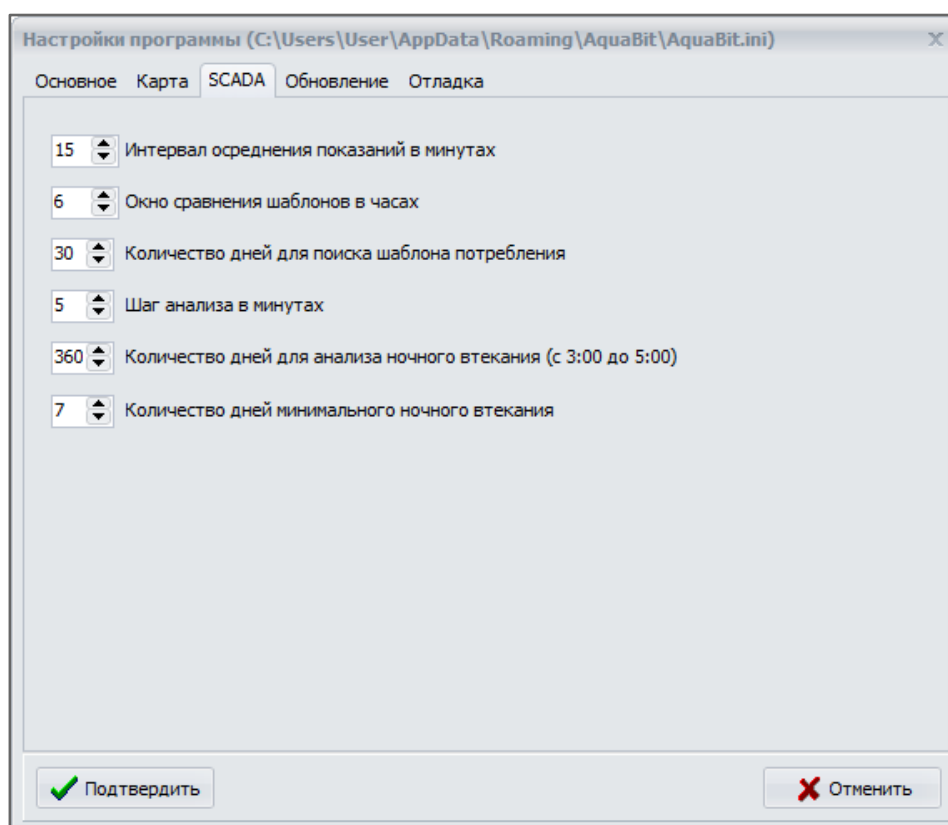 Настройки программы (C:\Users\User\AppData\Roaming\AquaBit\AquaBit.ini) X
Основное Карта SCADA Обновление Отладка
15 Интервал осреднения показаний в минутах
6 Окно сравнения шаблонов в часах
30 Количество дней для поиска шаблона потребления
5 Шаг анализа в минутах
360 Количество дней для анализа ночного втекания (с 3:00 до 5:00)
7 Количество дней минимального ночного втекания
Подтвердить Отменить